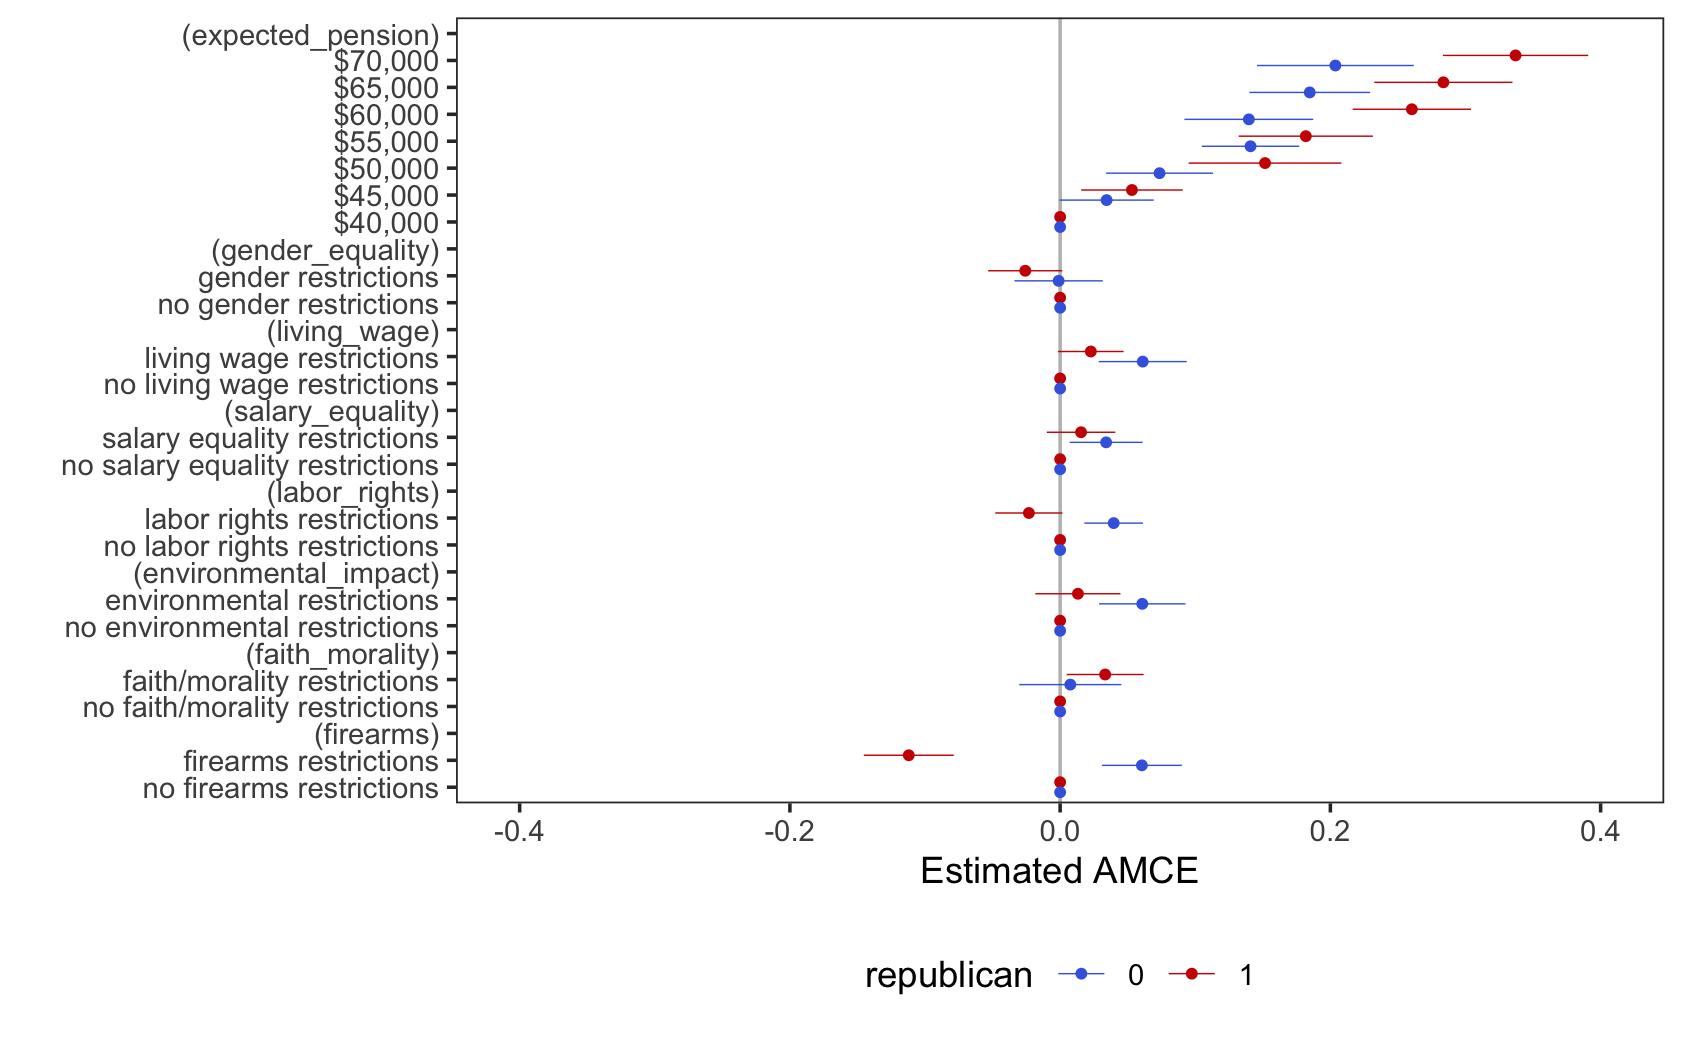 (expected_pension)
$70,000
$65,000
$60,000
$55,000
$50,000
$45,000
$40,000
(gender_equality)
gender restrictions
no gender restrictions
(living_wage)
living wage restrictions
no living wage restrictions
(salary_equality)
salary equality restrictions
no salary equality restrictions
(labor_rights)
labor rights restrictions
no labor rights restrictions
(environmental_impact)
environmental restrictions
no environmental restrictions
(faith_morality)
faith/morality restrictions
no faith/morality restrictions
(firearms)
firearms restrictions
no firearms restrictions
-0.4 -0.2 0.0 0.2 0.4
Estimated AMCE
republican 0 1